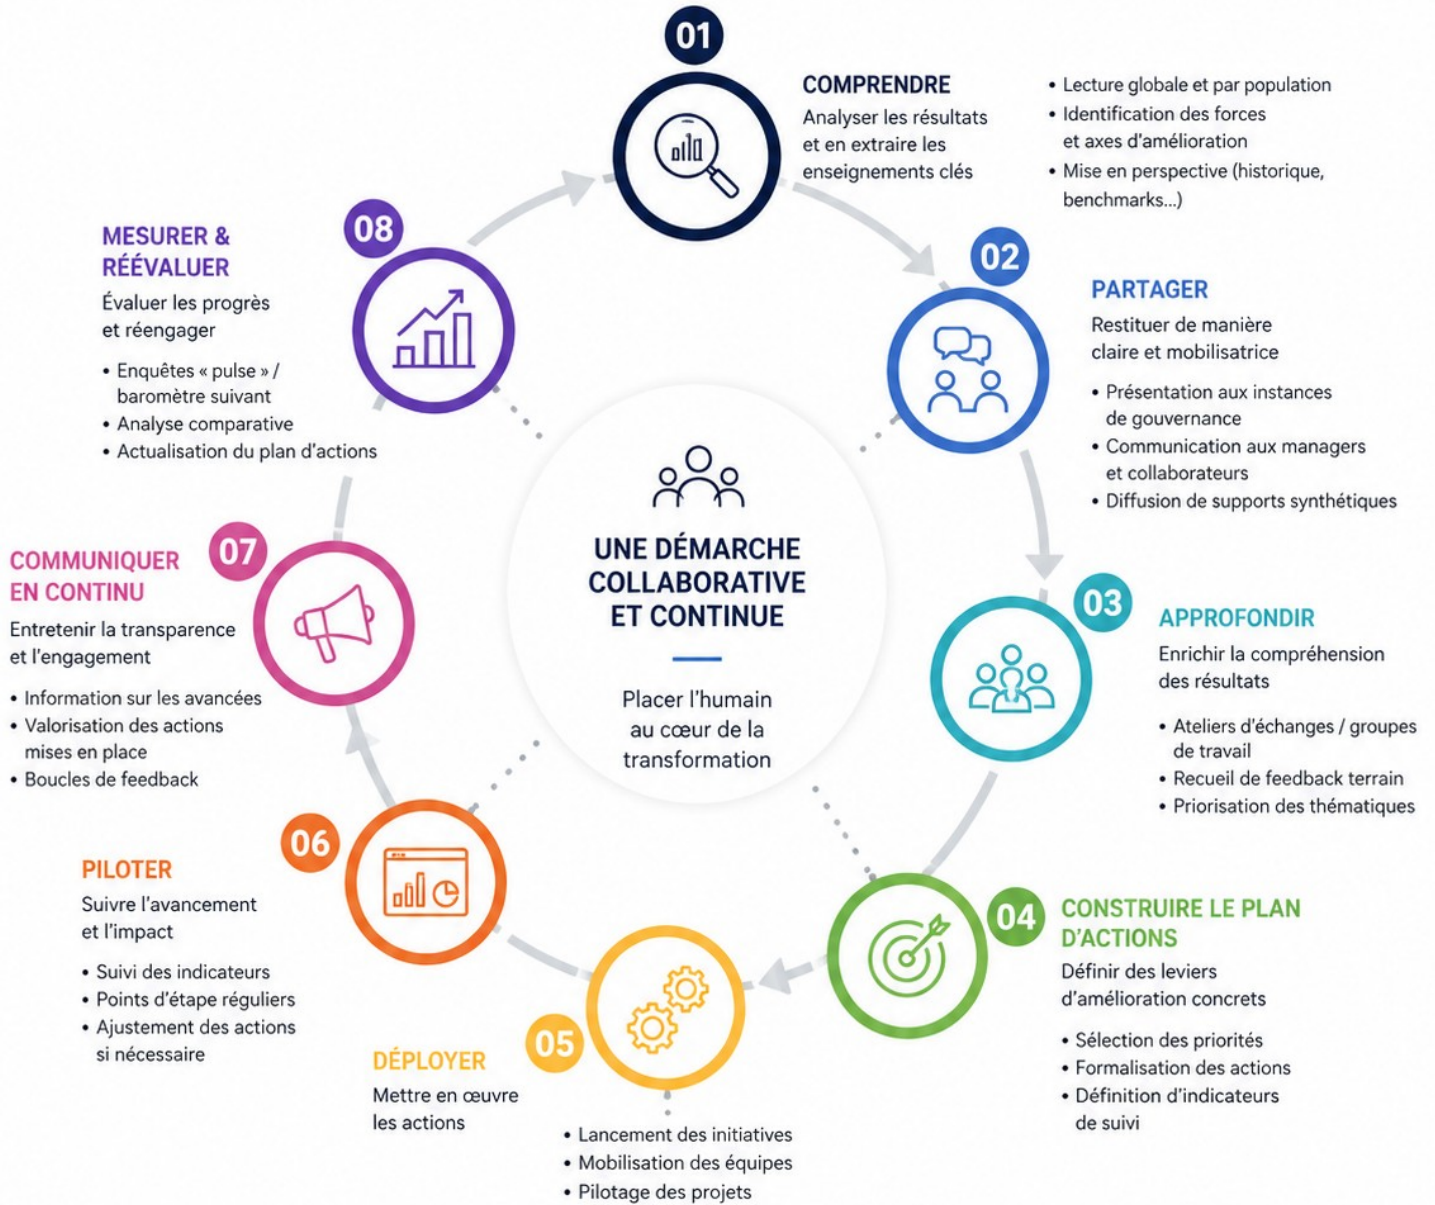 01
COMPRENDRE
Analyser les résultats
et en extraire les
enseignements clés
• Lecture globale et par population
• Identification des forces
et axes d'amélioration
• Mise en perspective (historique,
benchmarks...)
02
PARTAGER
Restituer de manière
claire et mobilisatrice
• Présentation aux instances
de gouvernance
• Communication aux managers
et collaborateurs
• Diffusion de supports synthétiques
03
APPROFONDIR
Enrichir la compréhension
des résultats
• Ateliers d'échanges / groupes
de travail
• Recueil de feedback terrain
• Priorisation des thématiques
04
CONSTRUIRE LE PLAN
D'ACTIONS
Définir des leviers
d'amélioration concrets
• Sélection des priorités
• Formalisation des actions
• Définition d'indicateurs
de suivi
05
DÉPLOYER
Mettre en œuvre
les actions
• Lancement des initiatives
• Mobilisation des équipes
• Pilotage des projets
06
PILOTER
Suivre l'avancement
et l'impact
• Suivi des indicateurs
• Points d'étape réguliers
• Ajustement des actions
si nécessaire
07
COMMUNIQUER
EN CONTINU
Entretenir la transparence
et l'engagement
• Information sur les avancées
• Valorisation des actions
mises en place
• Boucles de feedback
08
MESURER &
RÉÉVALUER
Évaluer les progrès
et réengager
• Enquêtes « pulse » /
baromètre suivant
• Analyse comparative
• Actualisation du plan d'actions
UNE DÉMARCHE
COLLABORATIVE
ET CONTINUE
Placer l'humain
au cœur de la
transformation